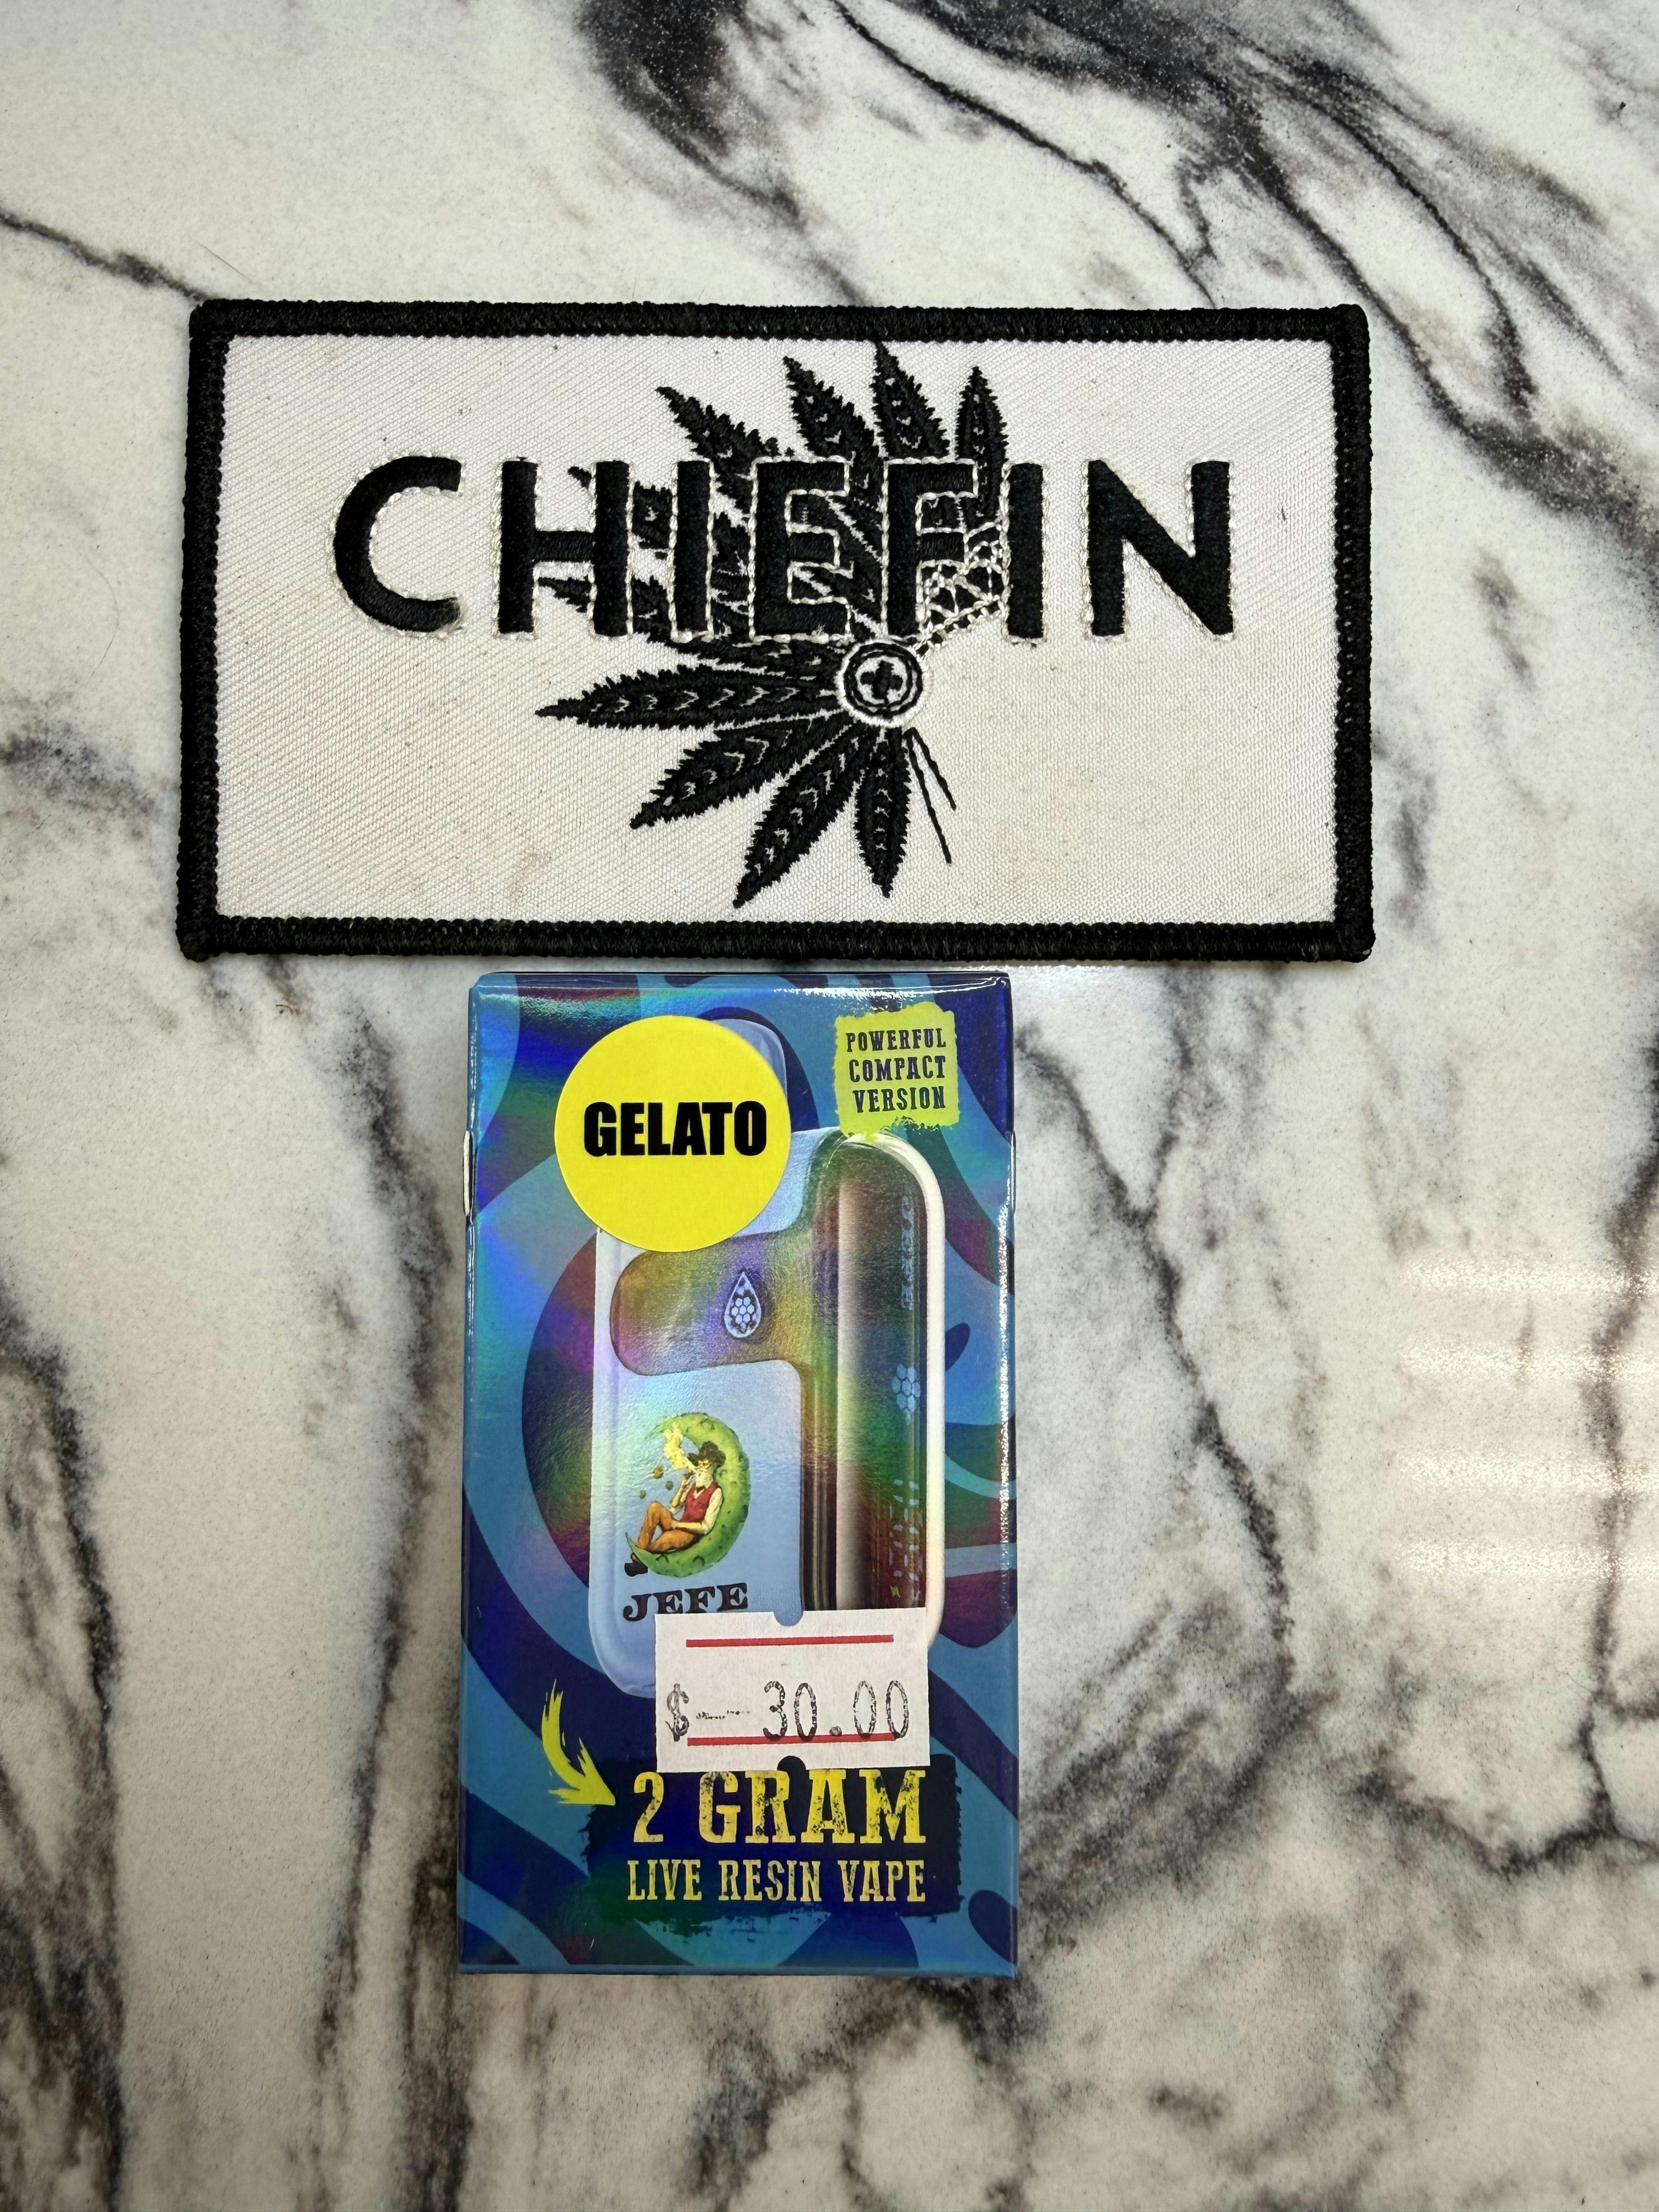 CHIEFIN
GELATO
POWERFUL
COMPACT
VERSION
JEFE
$ 30.00
2 GRAM
LIVE RESIN VAPE